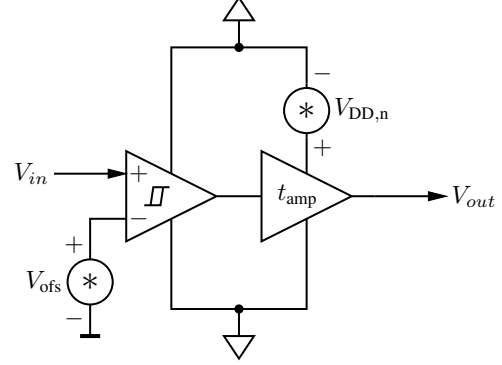 −
* V_DD,n
+
V_in + t_amp V_out
−
+
V_ofs *
−